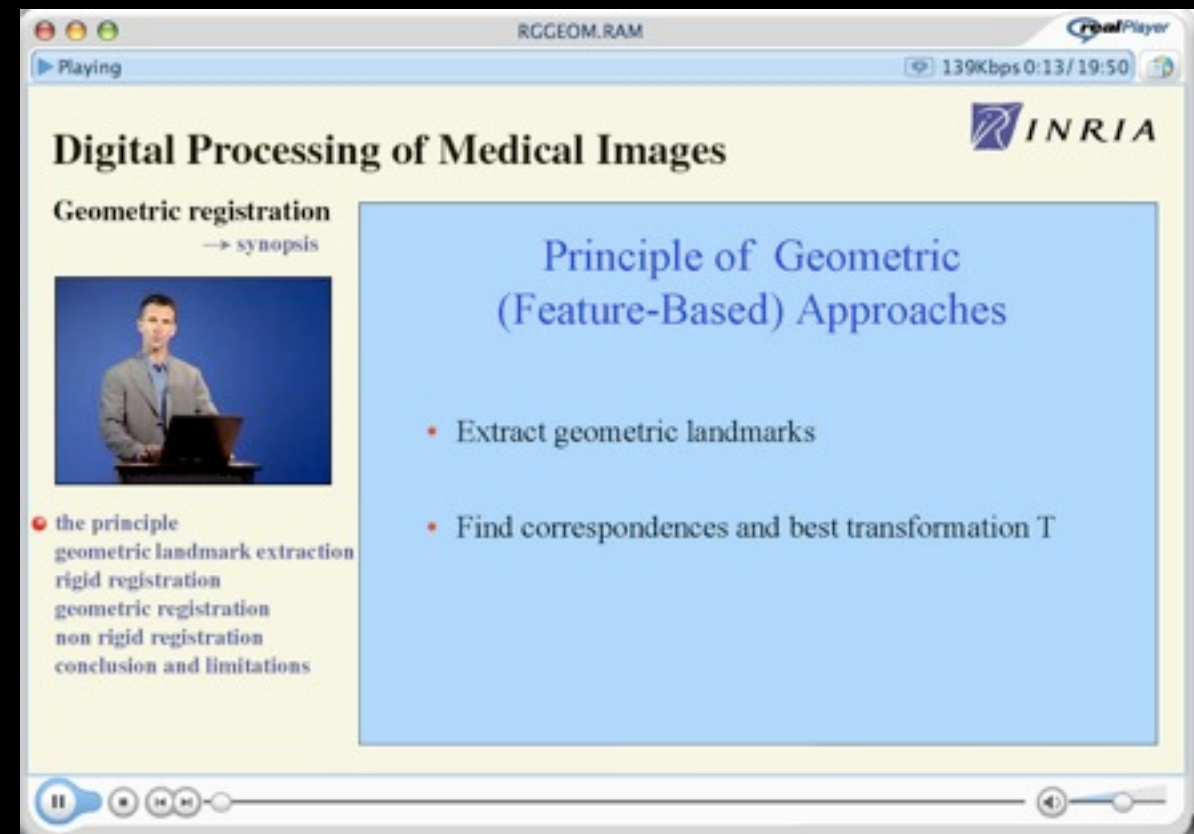 RGGEOM.RAM
realPlayer
Playing
139Kbps 0:13/19:50
INRIA
Digital Processing of Medical Images
Geometric registration
→ synopsis
the principle
geometric landmark extraction
rigid registration
geometric registration
non rigid registration
conclusion and limitations
Principle of Geometric
(Feature-Based) Approaches
• Extract geometric landmarks
• Find correspondences and best transformation T